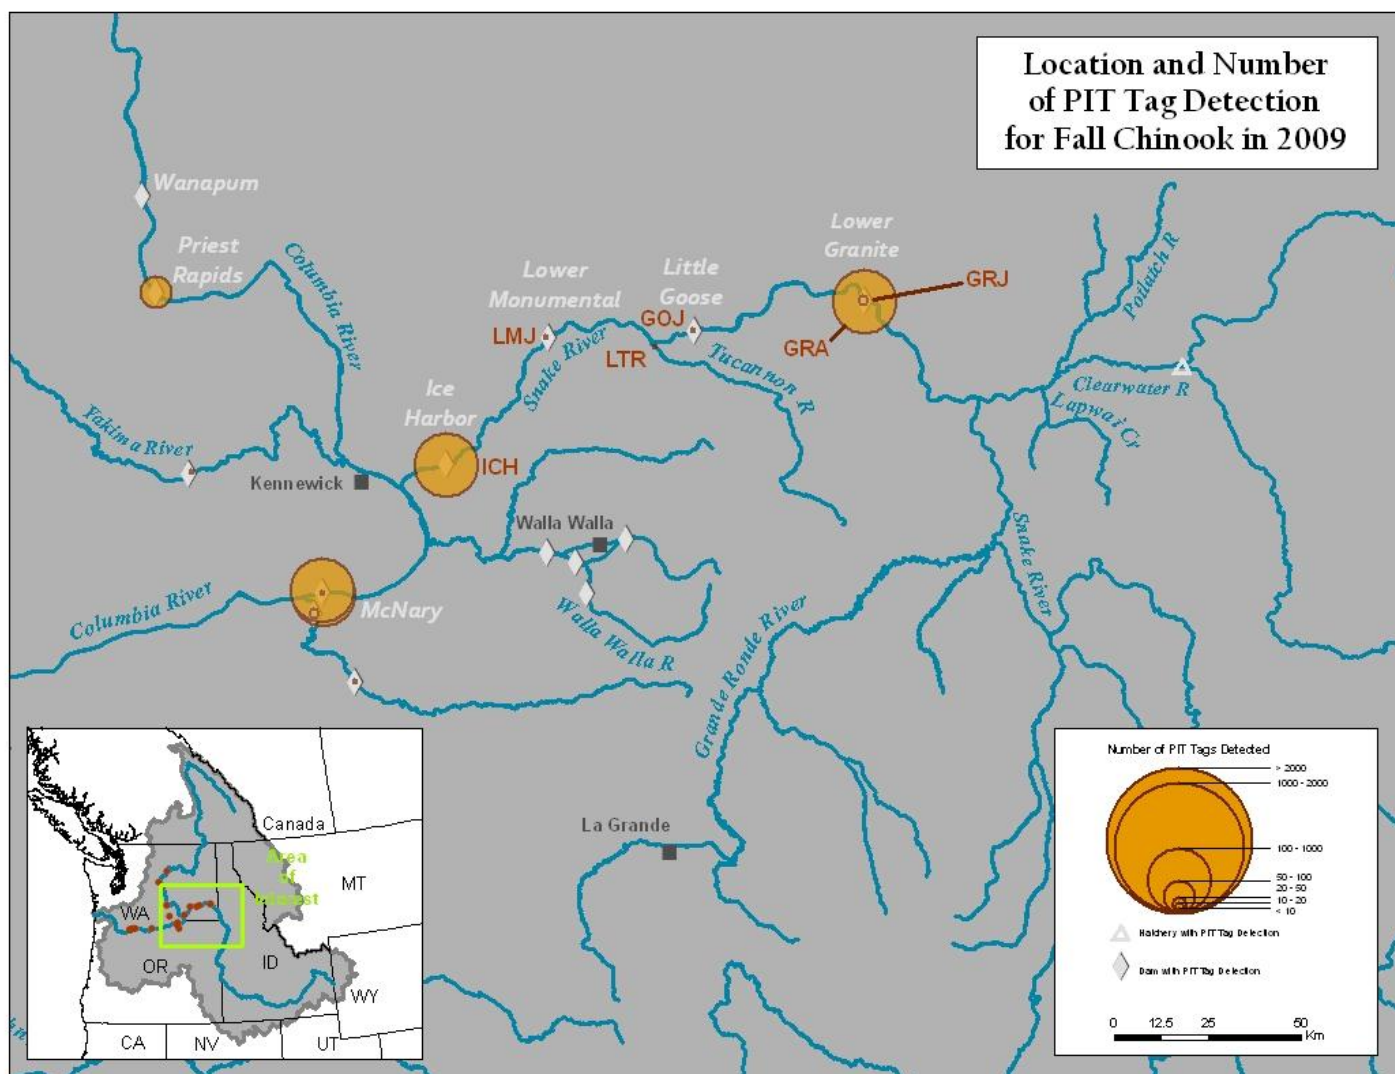 Location and Number
of PIT Tag Detection
for Fall Chinook in 2009
Wanapum
Priest
Rapids
Columbia River
Lower
Monumental
Little
Goose
Lower
Granite
GRJ
GRA
GOJ
LMJ
LTR
Snake River
Tucannon R
Potlatch R
Clearwater R
Lapwai Cr
Ice
Harbor
ICH
Yakima River
Kennewick
Walla Walla
Columbia River
McNary
Walla Walla R
Grande Ronde River
Snake River
La Grande
Canada
Area
of
Interest
MT
WA
OR
ID
WY
CA
NV
UT
Number of PIT Tags Detected
> 2000
1000 - 2000
100 - 1000
50 - 100
20 - 50
10 - 20
< 10
Hatchery with PIT Tag Detection
Dam with PIT Tag Detection
0 12.5 25 50
Km